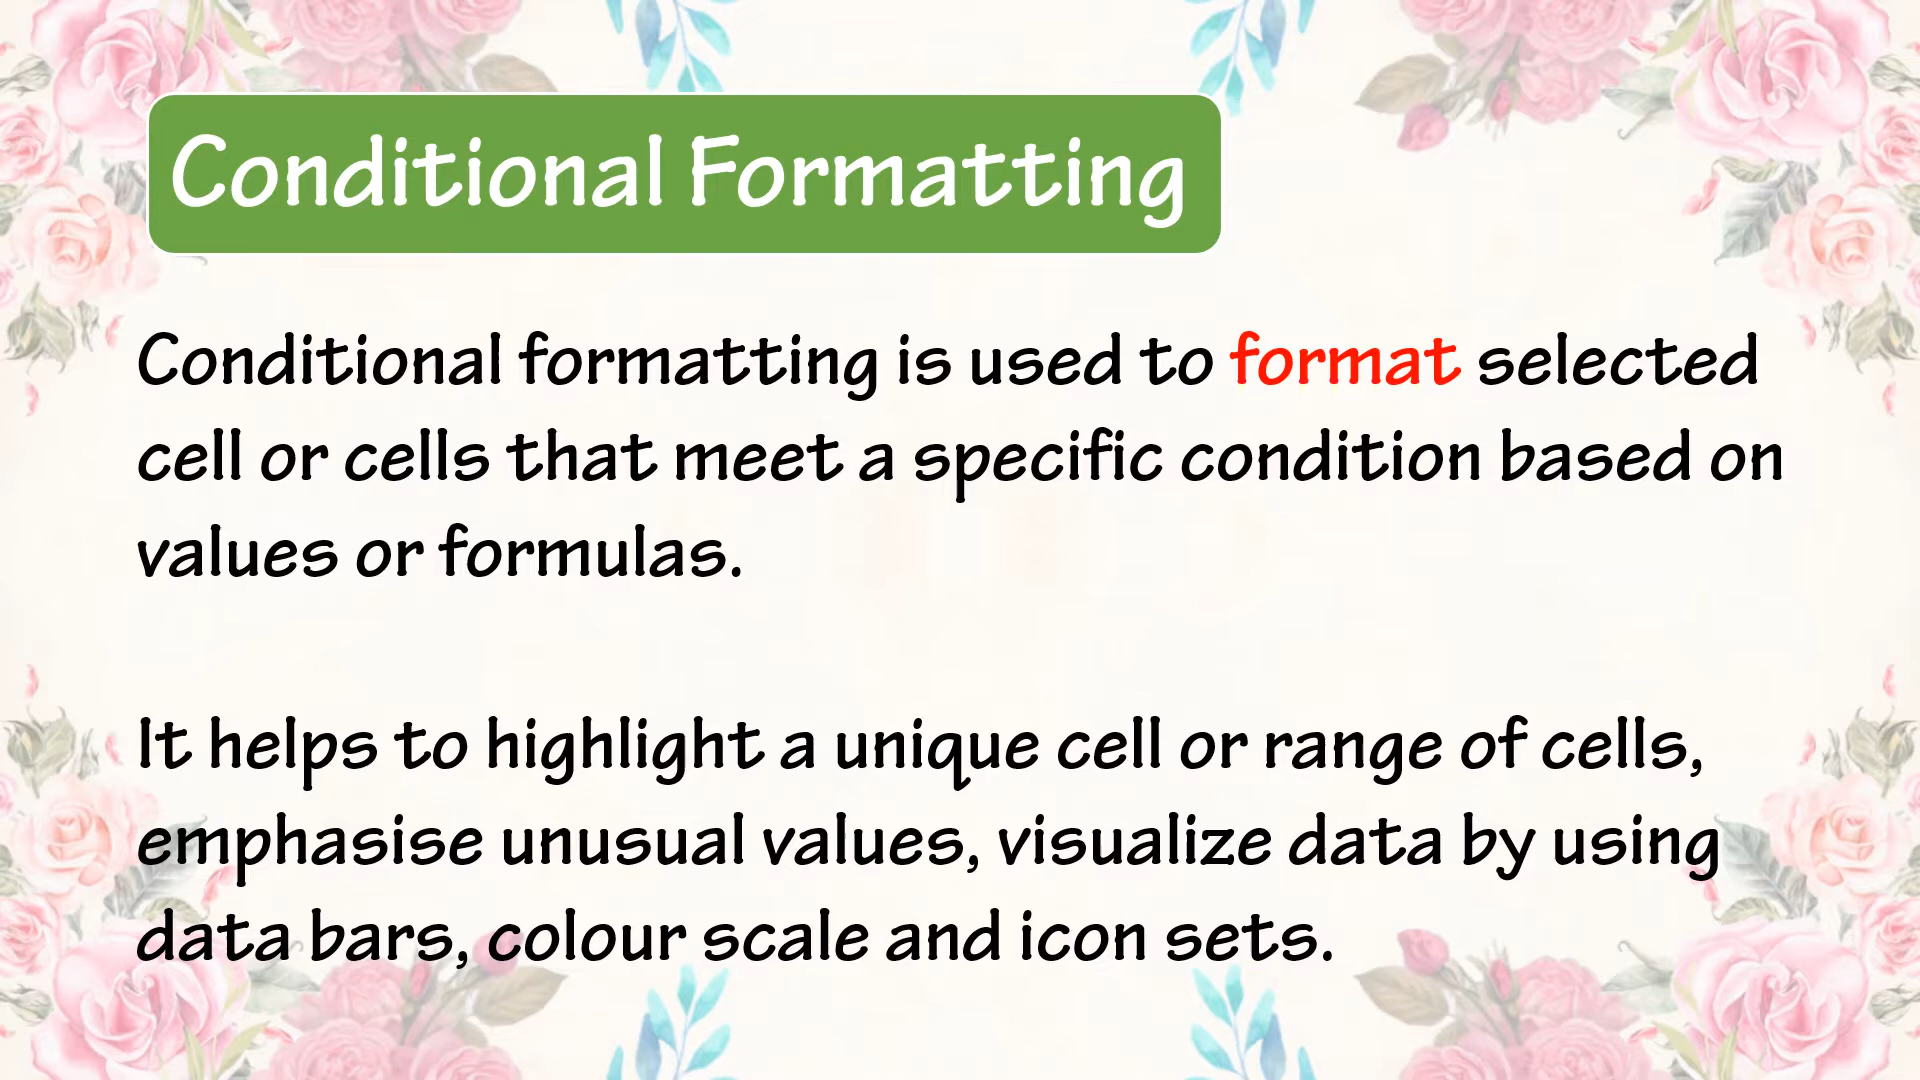 Conditional Formatting
Conditional formatting is used to format selected
cell or cells that meet a specific condition based on
values or formulas.
It helps to highlight a unique cell or range of cells,
emphasise unusual values, visualize data by using
data bars, colour scale and icon sets.